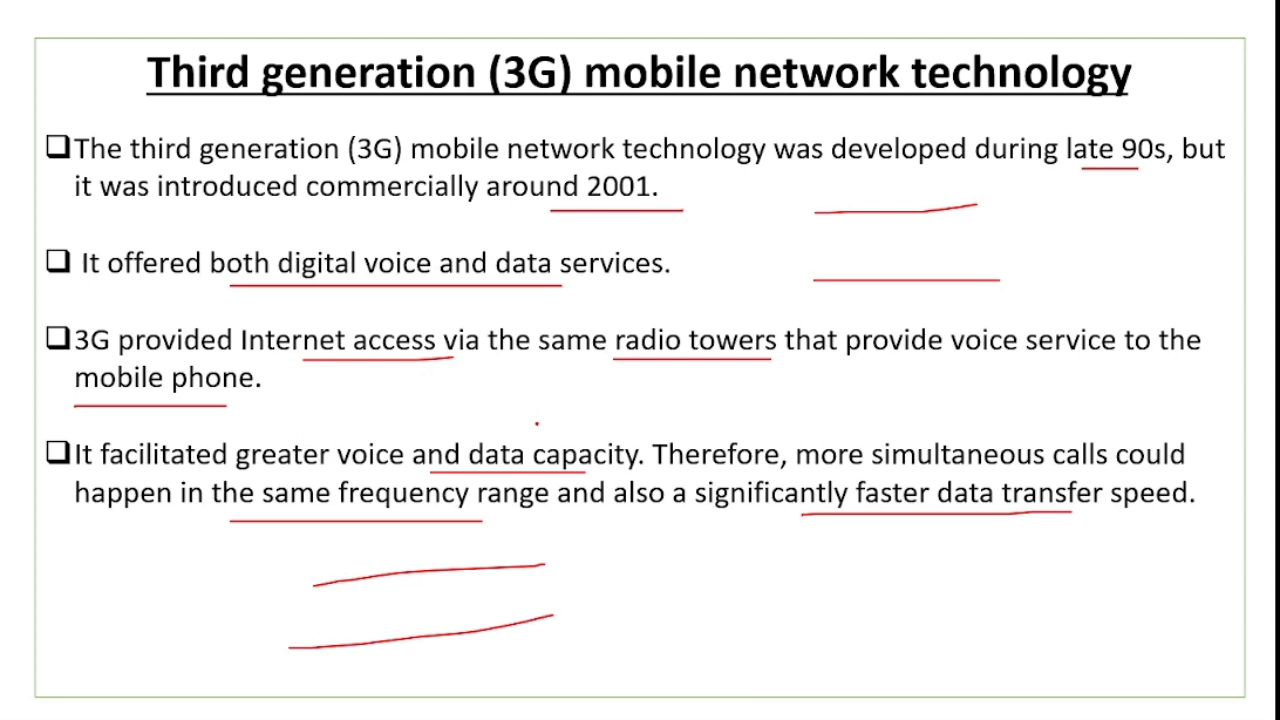 Third generation (3G) mobile network technology
❑The third generation (3G) mobile network technology was developed during late 90s, but
it was introduced commercially around 2001.
❑ It offered both digital voice and data services.
❑3G provided Internet access via the same radio towers that provide voice service to the
mobile phone.
❑It facilitated greater voice and data capacity. Therefore, more simultaneous calls could
happen in the same frequency range and also a significantly faster data transfer speed.